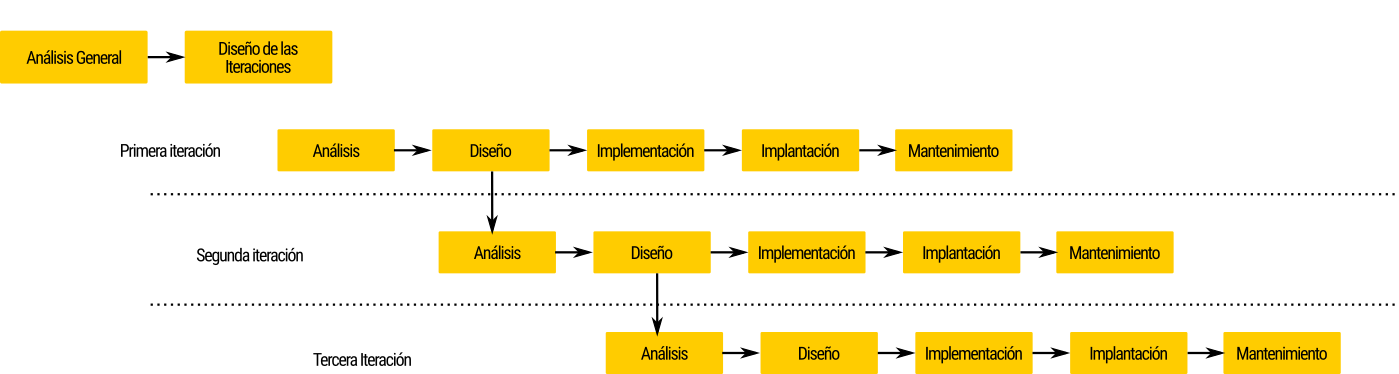 Análisis General
Diseño de las
Iteraciones
Primera iteración
Análisis
Diseño
Implementación
Implantación
Mantenimiento
Segunda iteración
Análisis
Diseño
Implementación
Implantación
Mantenimiento
Tercera Iteración
Análisis
Diseño
Implementación
Implantación
Mantenimiento